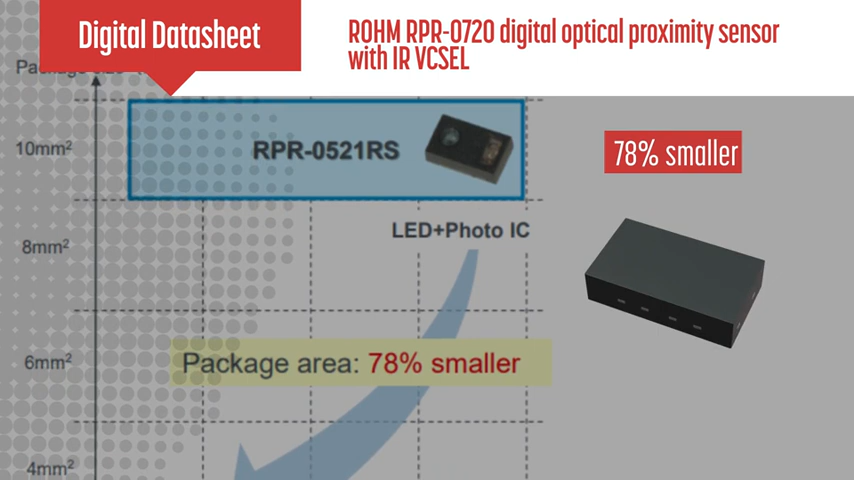 Digital Datasheet
ROHM RPR-0720 digital optical proximity sensor
with IR VCSEL
10mm²
RPR-0521RS
78% smaller
LED+Photo IC
8mm²
Package area: 78% smaller
6mm²
4mm²